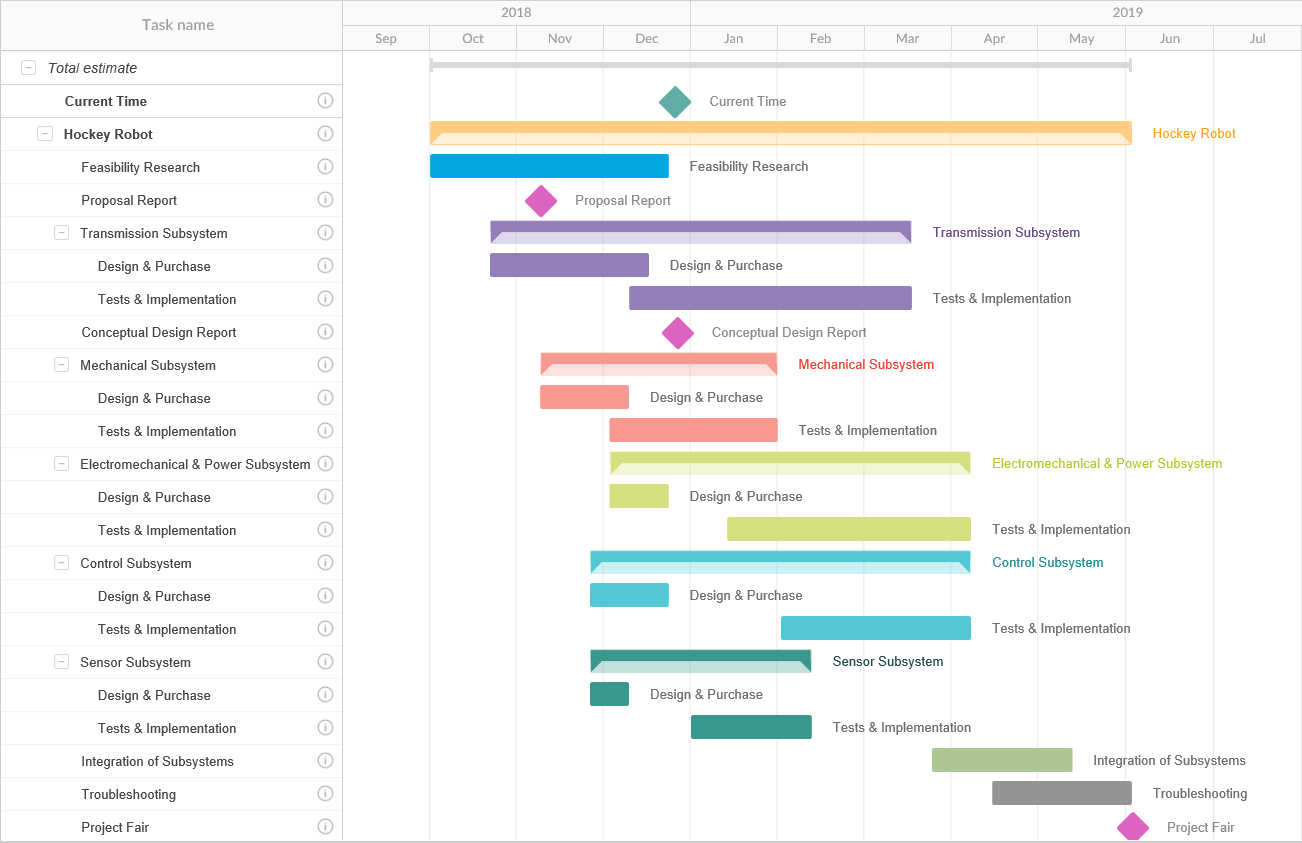 Task name 2018 2019
Sep Oct Nov Dec Jan Feb Mar Apr May Jun Jul
Total estimate
Current Time Current Time
Hockey Robot Hockey Robot
Feasibility Research Feasibility Research
Proposal Report Proposal Report
Transmission Subsystem Transmission Subsystem
Design & Purchase Design & Purchase
Tests & Implementation Tests & Implementation
Conceptual Design Report Conceptual Design Report
Mechanical Subsystem Mechanical Subsystem
Design & Purchase Design & Purchase
Tests & Implementation Tests & Implementation
Electromechanical & Power Subsystem Electromechanical & Power Subsystem
Design & Purchase Design & Purchase
Tests & Implementation Tests & Implementation
Control Subsystem Control Subsystem
Design & Purchase Design & Purchase
Tests & Implementation Tests & Implementation
Sensor Subsystem Sensor Subsystem
Design & Purchase Design & Purchase
Tests & Implementation Tests & Implementation
Integration of Subsystems Integration of Subsystems
Troubleshooting Troubleshooting
Project Fair Project Fair